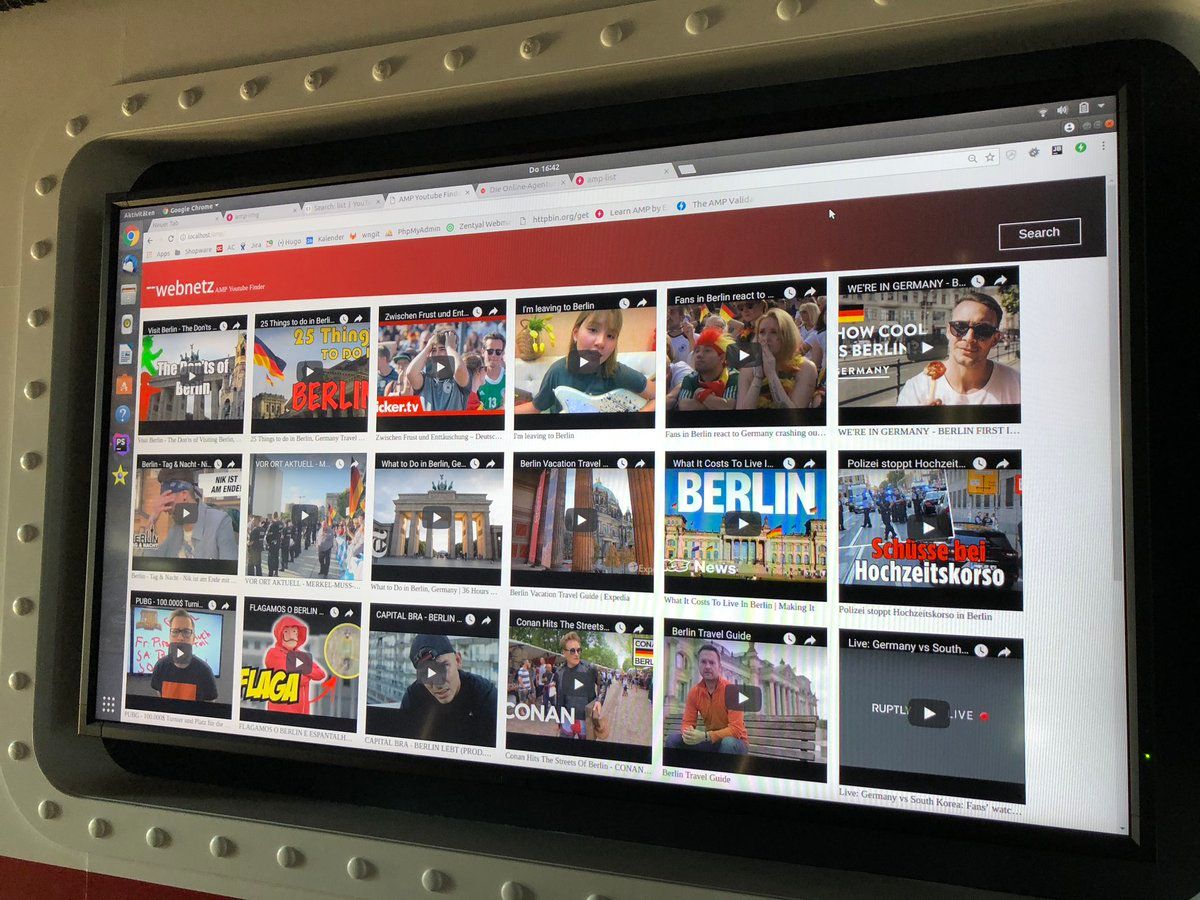 Do 16:42
Aktivitäten Google Chrome
Neuer Tab
amp-img
Search: list | YouT
AMP Youtube Find
Die Online-Agent
amp-list
localhost
Apps Shopware AC Jira Hugo Kalender wngit PhpMyAdmin Zentyal Webm httpbin.org/get Learn AMP by E The AMP Valida
webnetz AMP Youtube Finder
Search
Visit Berlin - The Don'ts ...
The Don'ts of
Berlin
Visit Berlin - The Don'ts of Visiting Berlin, ...
25 Things to do in Berli...
25 Things
TO DO I
BERLIN
25 Things to do in Berlin, Germany Travel ...
Zwischen Frust und Ent...
icker.tv
Zwischen Frust und Enttäuschung – Deutsc...
I'm leaving to Berlin
I'm leaving to Berlin
Fans in Berlin react to ...
Fans in Berlin react to Germany crashing ou...
WE'RE IN GERMANY - B...
HOW COOL
S BERLIN
GERMANY
WE'RE IN GERMANY - BERLIN FIRST I...
Berlin - Tag & Nacht - Ni...
NIK IST
AM ENDE
ERLIN
AG & NACHT
Berlin - Tag & Nacht - Nik ist am Ende mit ...
VOR ORT AKTUELL - M...
VOR ORT AKTUELL - MERKEL-MUSS-...
What to Do in Berlin, Ge...
What to Do in Berlin, Germany | 36 Hours ...
Berlin Vacation Travel ...
Expe
Berlin Vacation Travel Guide | Expedia
What It Costs To Live I...
BERLIN
News
What It Costs To Live In Berlin | Making It
Polizei stoppt Hochzeit...
Schüsse bei
Hochzeitskorso
Polizei stoppt Hochzeitskorso in Berlin
PUBG - 100.000$ Turni...
PUBG - 100.000$ Turnier und Platz für die ...
FLAGAMOS O BERLIN ...
FLAGA
FLAGAMOS O BERLIN E ESPANTALH...
CAPITAL BRA - BERLIN ...
CAPITAL BRA - BERLIN LEBT (PROD. ...
Conan Hits The Streets...
CONA
BERL
CONAN
Conan Hits The Streets Of Berlin - CONAN...
Berlin Travel Guide
Berlin Travel Guide
Live: Germany vs South...
RUPTLY LIVE
Live: Germany vs South Korea: Fans' watc...